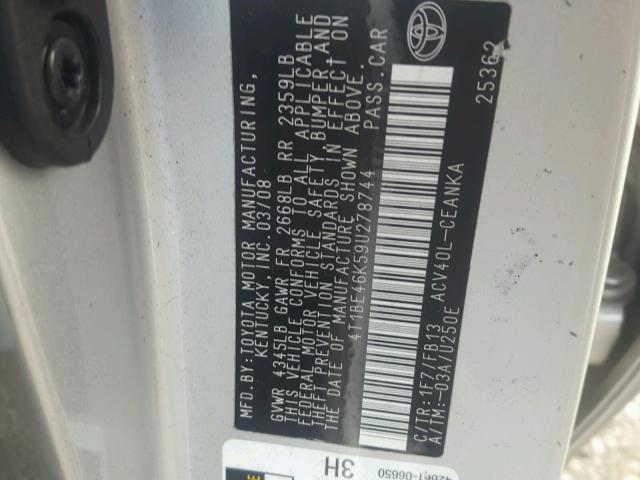 MFD.BY:TOYOTA MOTOR MANUFACTURING,
KENTUCKY, INC. 03/08
GVWR 4345LB GAWR FR 2668LB RR 2359LB
THIS VEHICLE CONFORMS TO ALL APPLICABLE
FEDERAL MOTOR VEHICLE SAFETY, BUMPER, AND
THEFT PREVENTION STANDARDS IN EFFECT ON
THE DATE OF MANUFACTURE SHOWN ABOVE.
4T1BE46K59U278744 PASS.CAR
C/TR:1F7/FB13 ACV40L-CEANKA
A/TM:-03A/U250E
25362
3H